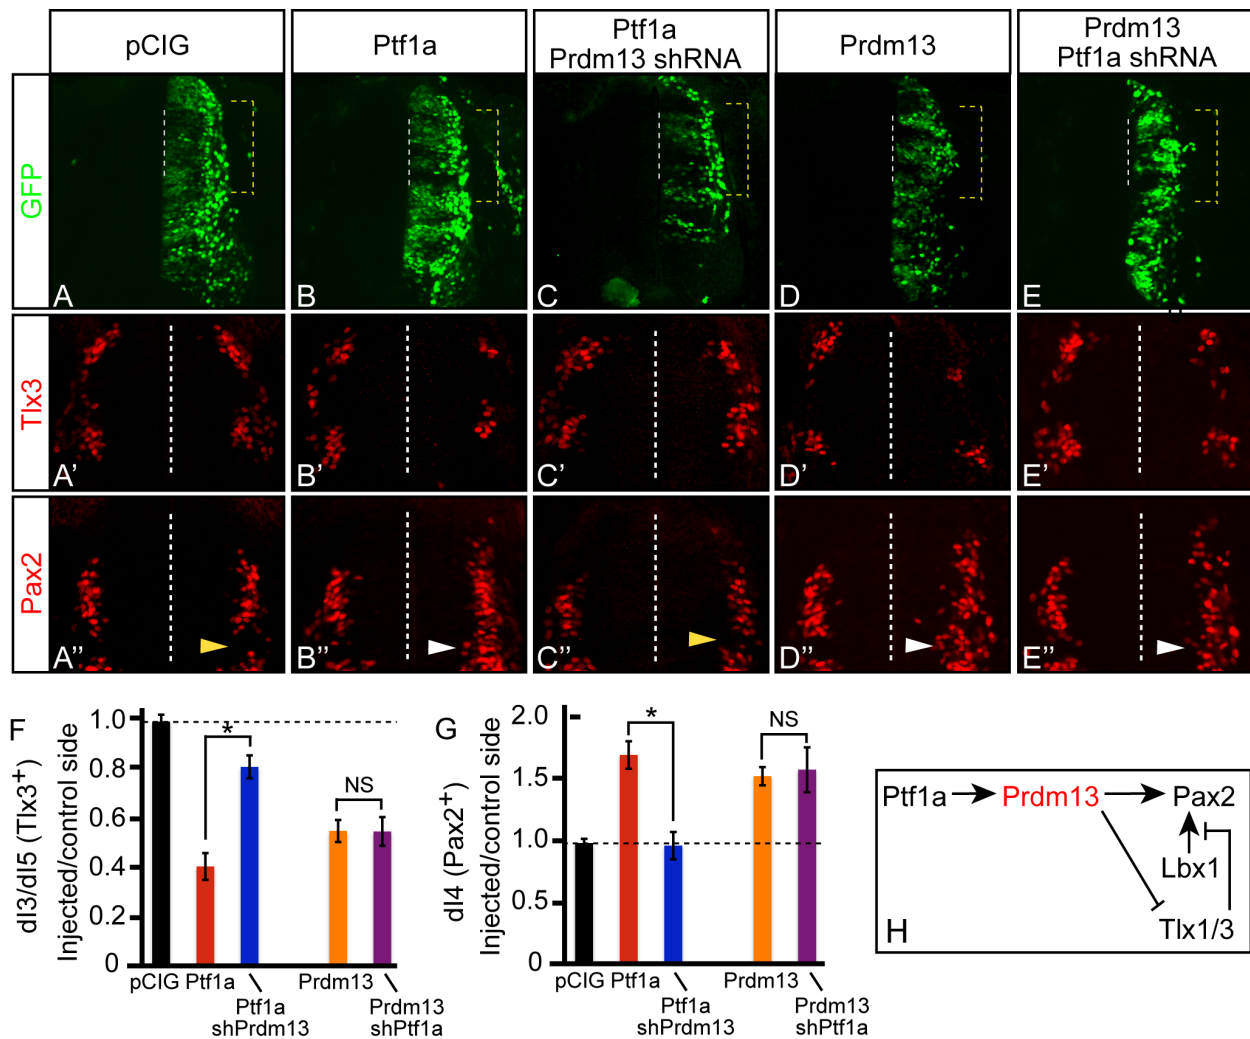 pCIG
Ptf1a
Ptf1a
Prdm13 shRNA
Prdm13
Prdm13
Ptf1a shRNA
GFP
A
B
C
D
E
Tlx3
A'
B'
C'
D'
E'
Pax2
A''
B''
C''
D''
E''
F
dI3/dI5 (Tlx3+)
Injected/control side
1.0
0.8
0.6
0.4
0.2
0
*
NS
pCIG
Ptf1a
Ptf1a
shPrdm13
Prdm13
Prdm13
shPtf1a
G
dI4 (Pax2+)
Injected/control side
2.0
1.5
1.0
0.5
0
*
NS
pCIG
Ptf1a
Ptf1a
shPrdm13
Prdm13
Prdm13
shPtf1a
Ptf1a Prdm13 Pax2
Lbx1
Tlx1/3
H